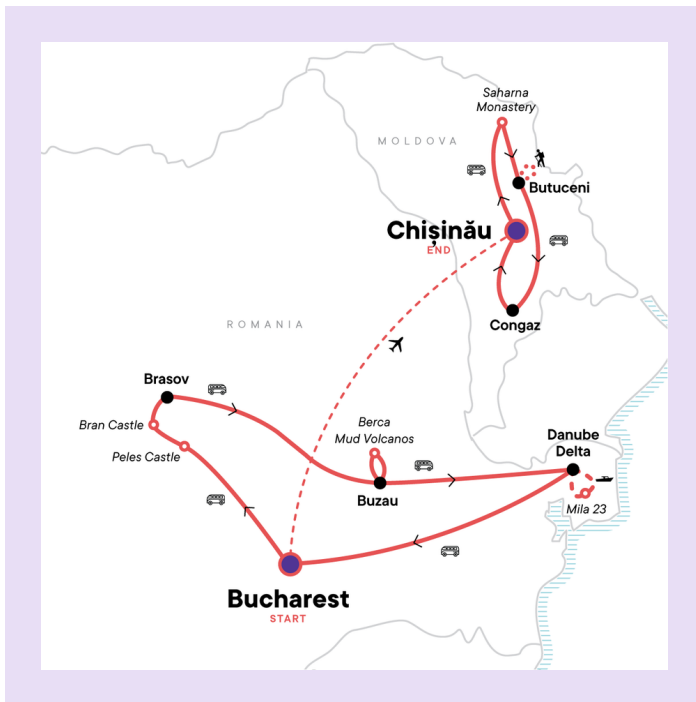 Saharna
Monastery
MOLDOVA
Butuceni
Chișinău
END
Congaz
ROMANIA
Brasov
Bran Castle
Peles Castle
Berca
Mud Volcanos
Buzau
Danube
Delta
Mila 23
Bucharest
START